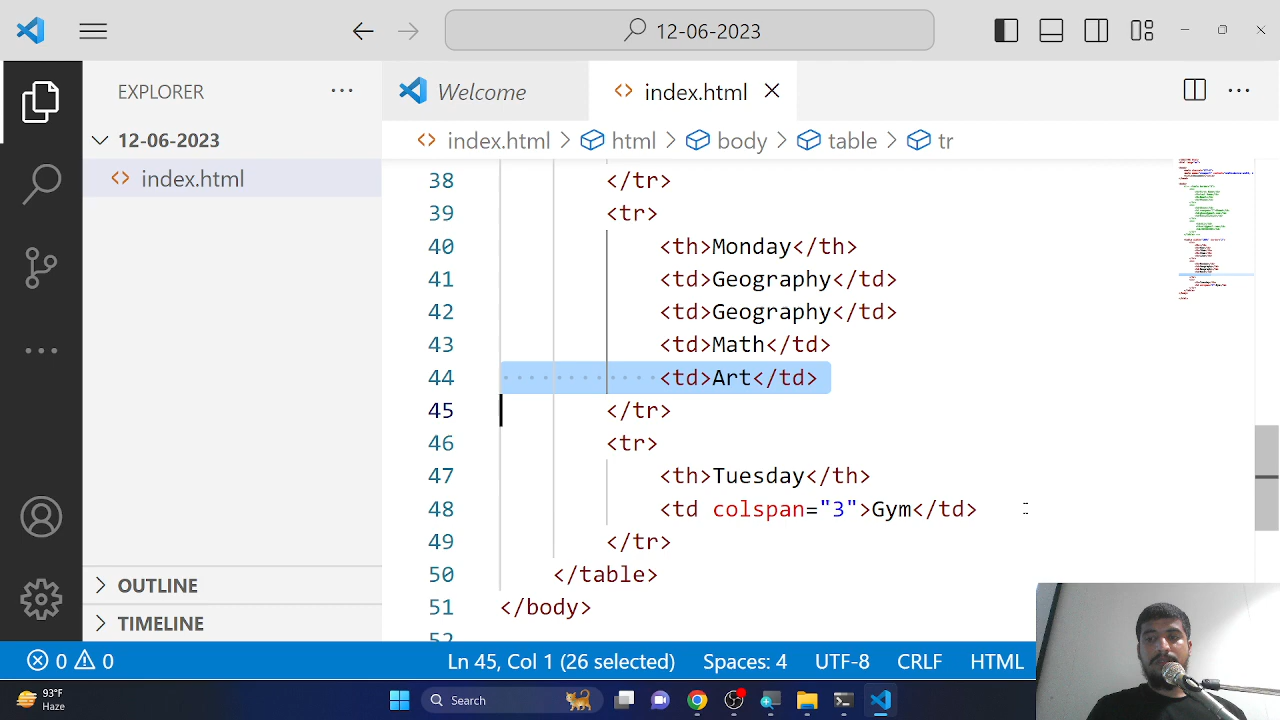 12-06-2023
EXPLORER
12-06-2023
index.html
OUTLINE
TIMELINE
Welcome
index.html
index.html > html > body > table > tr
38 </tr>
39 <tr>
40 <th>Monday</th>
41 <td>Geography</td>
42 <td>Geography</td>
43 <td>Math</td>
44 <td>Art</td>
45 </tr>
46 <tr>
47 <th>Tuesday</th>
48 <td colspan="3">Gym</td>
49 </tr>
50 </table>
51 </body>
52
0 0 Ln 45, Col 1 (26 selected) Spaces: 4 UTF-8 CRLF HTML
93°F
Haze
Search